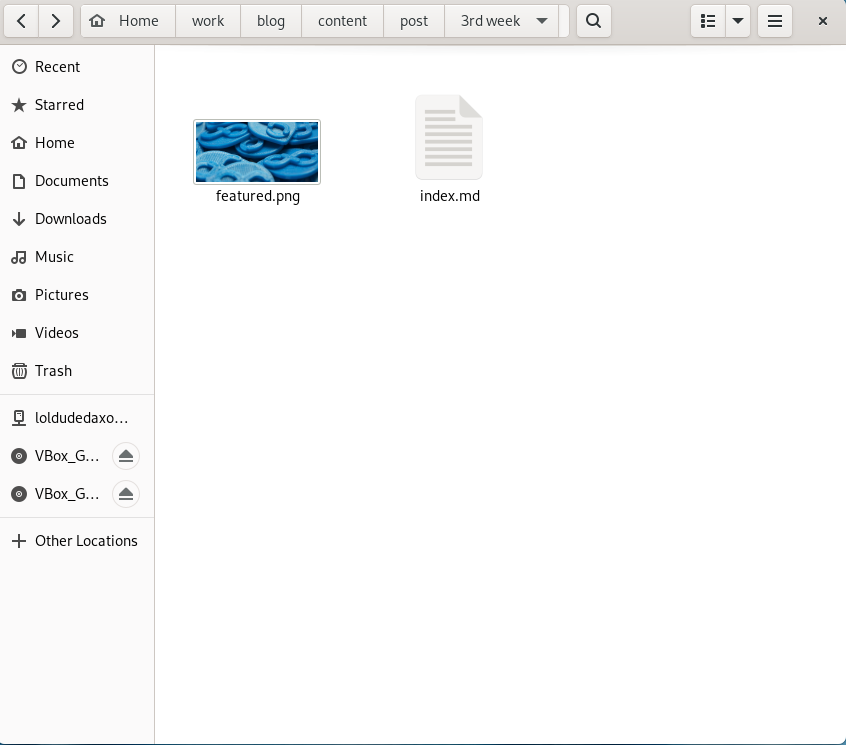 Home work blog content post 3rd week
Recent
Starred
Home
Documents
Downloads
Music
Pictures
Videos
Trash
loldudedaxo...
VBox_G...
VBox_G...
Other Locations
featured.png
index.md